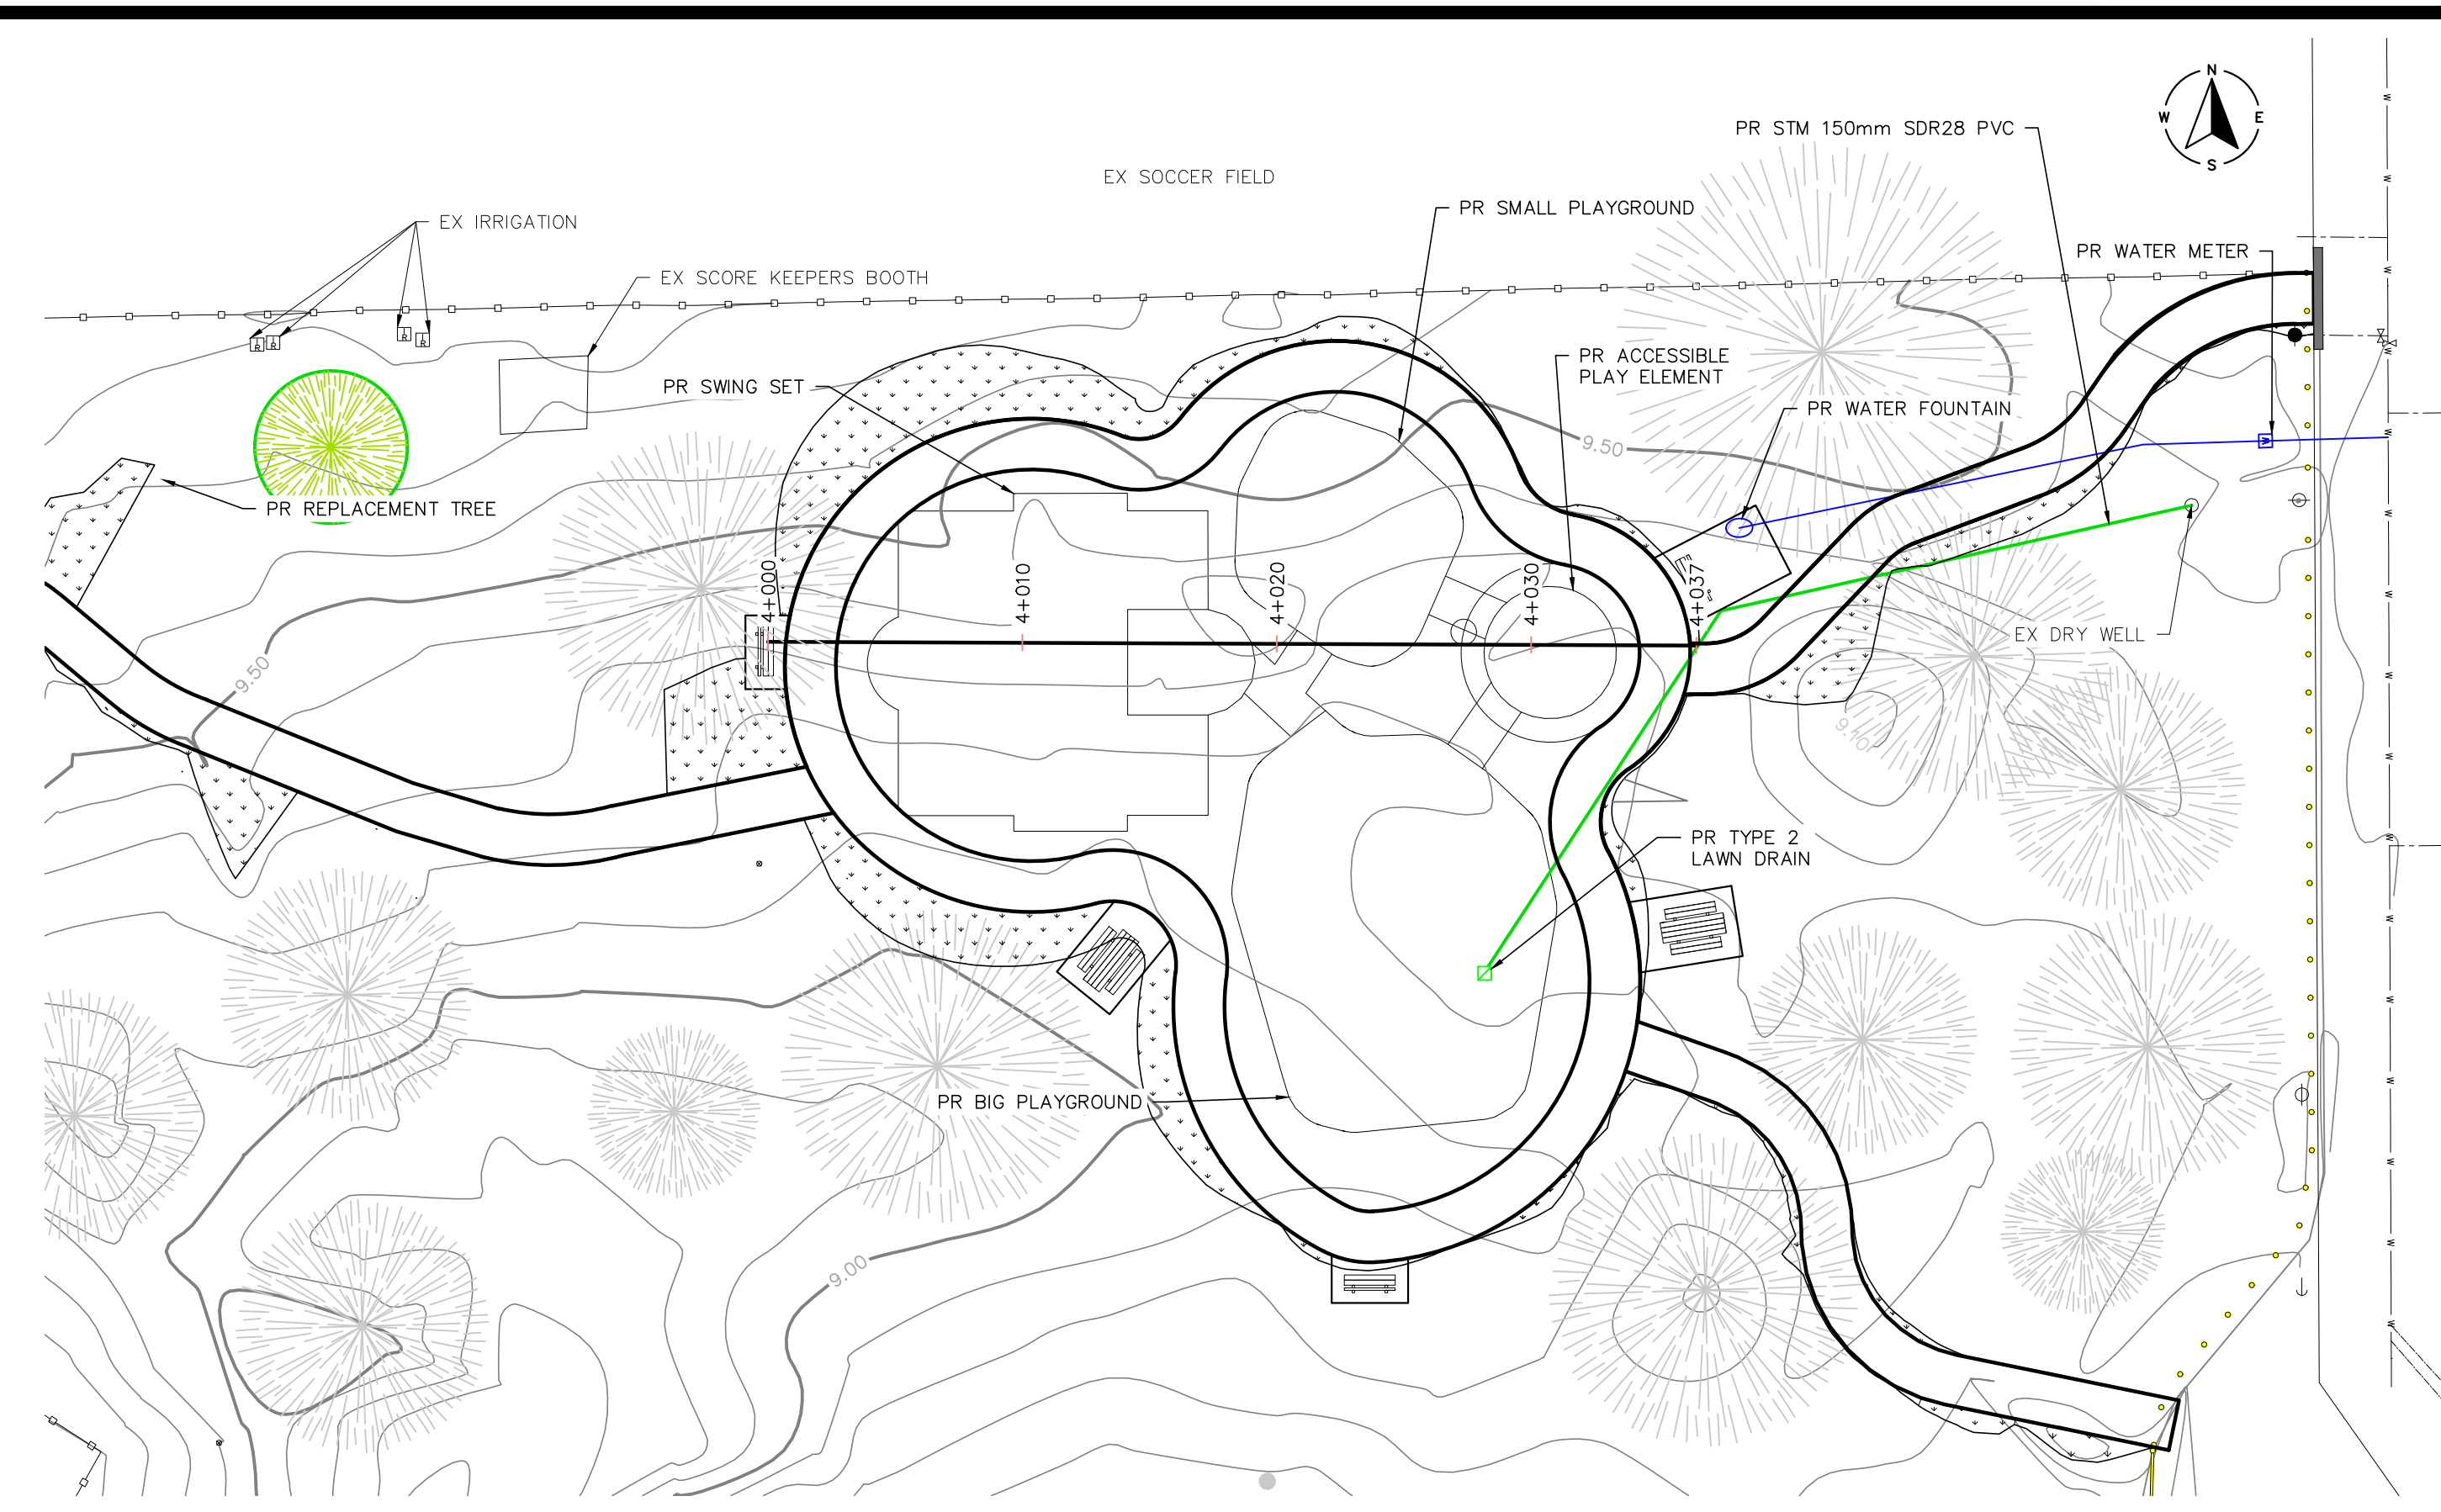 N
W E
S
PR STM 150mm SDR28 PVC
EX SOCCER FIELD
PR SMALL PLAYGROUND
EX IRRIGATION
PR WATER METER
EX SCORE KEEPERS BOOTH
PR ACCESSIBLE
PLAY ELEMENT
PR SWING SET
PR WATER FOUNTAIN
9.50
PR REPLACEMENT TREE
4+000
4+010
4+020
4+030
4+037
EX DRY WELL
9.50
9.10
PR TYPE 2
LAWN DRAIN
PR BIG PLAYGROUND
9.00